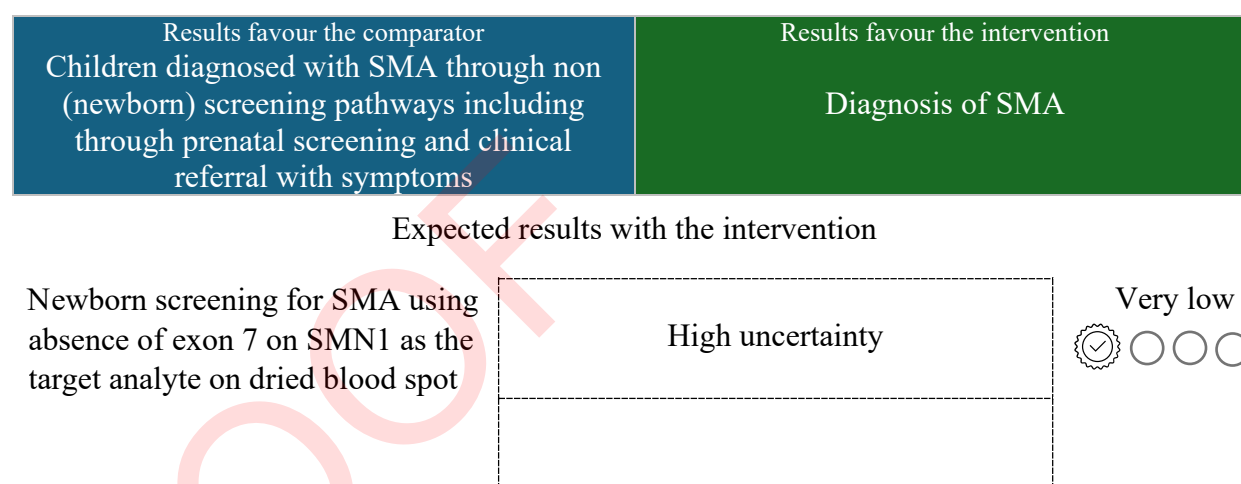 Results favour the comparator
Children diagnosed with SMA through non
(newborn) screening pathways including
through prenatal screening and clinical
referral with symptoms
Results favour the intervention
Diagnosis of SMA
Expected results with the intervention
Newborn screening for SMA using
absence of exon 7 on SMN1 as the
target analyte on dried blood spot
High uncertainty
Very low
OOF